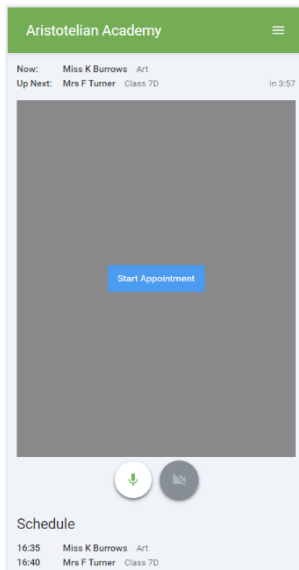 Aristotelian Academy
Now: Miss K Burrows Art
Up Next: Mrs F Turner Class 7D in 3:57
Start Appointment
Schedule
16:35 Miss K Burrows Art
16:40 Mrs F Turner Class 7D